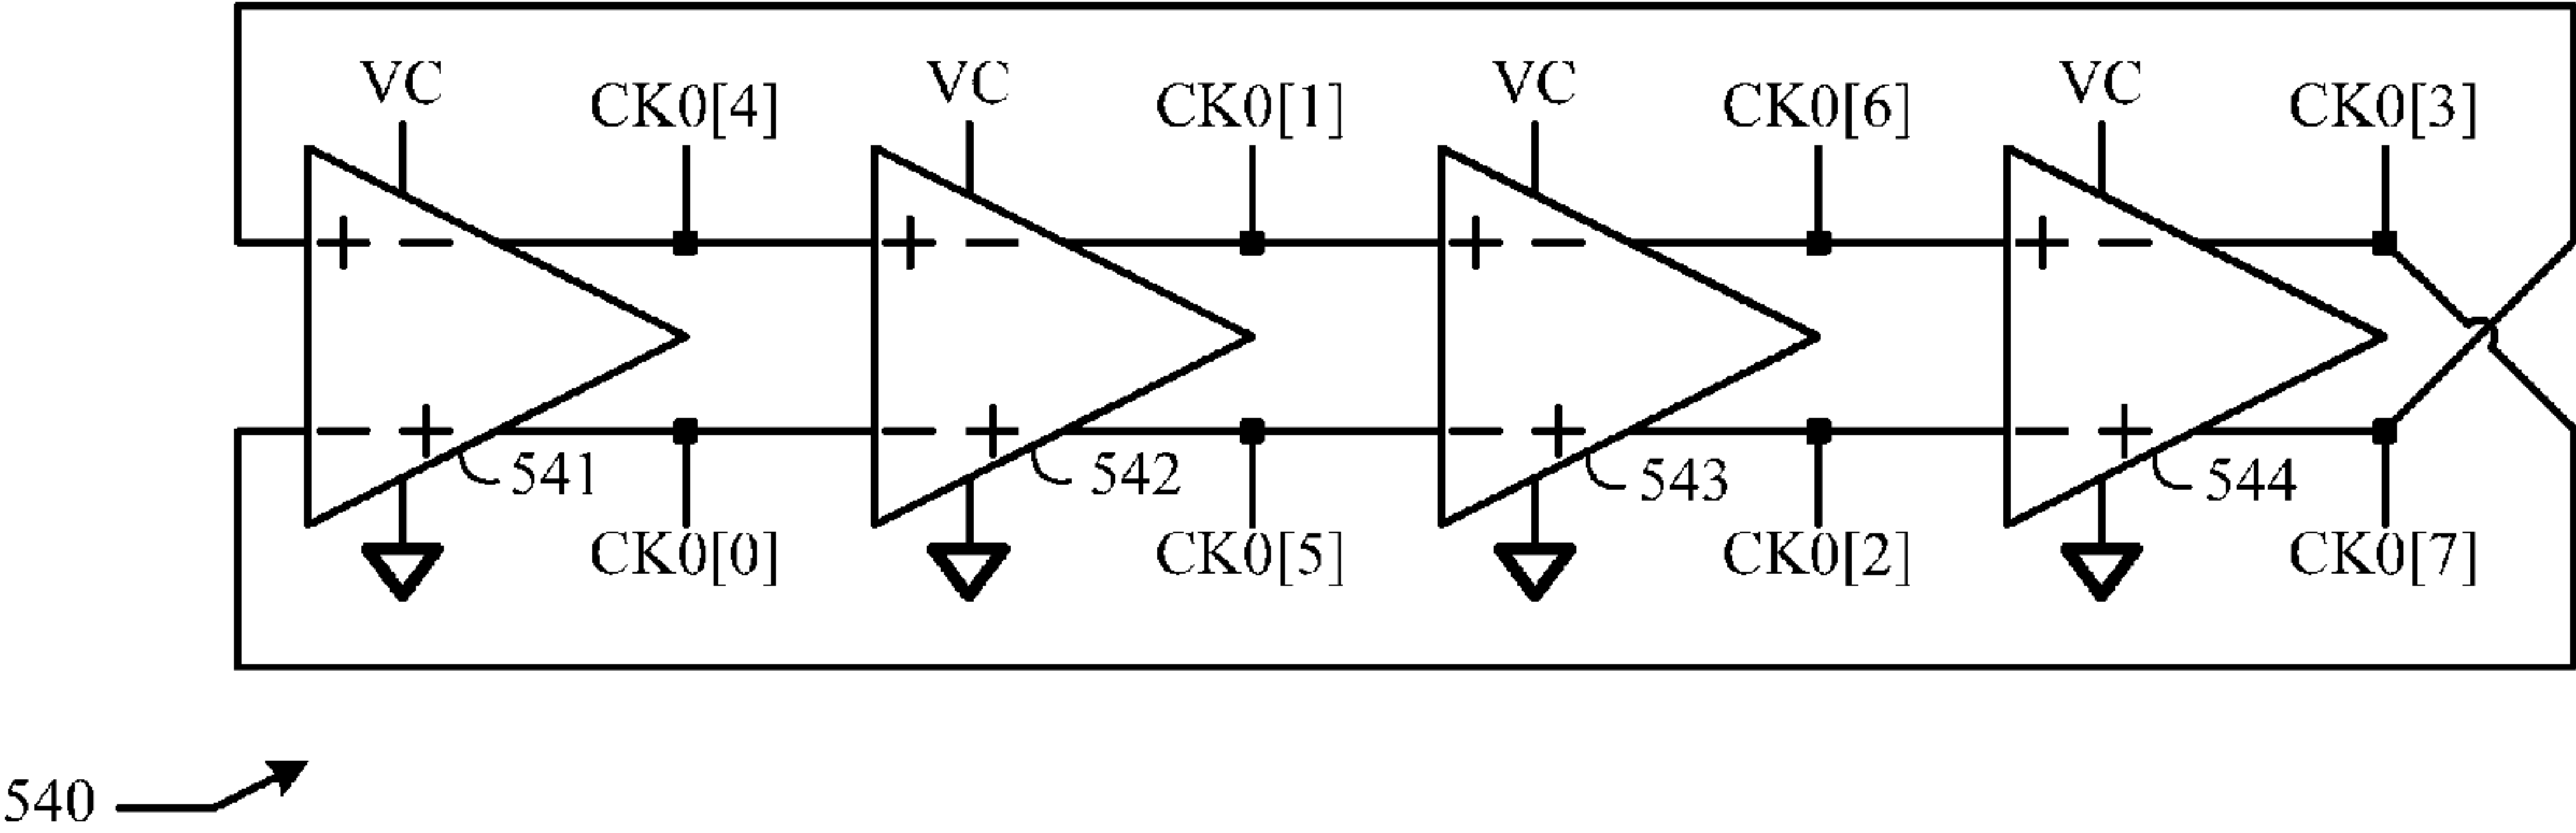 VC
VC
VC
VC
CK0[4]
CK0[1]
CK0[6]
CK0[3]
+ −
+ −
+ −
+ −
− +
− +
− +
− +
541
542
543
544
CK0[0]
CK0[5]
CK0[2]
CK0[7]
540